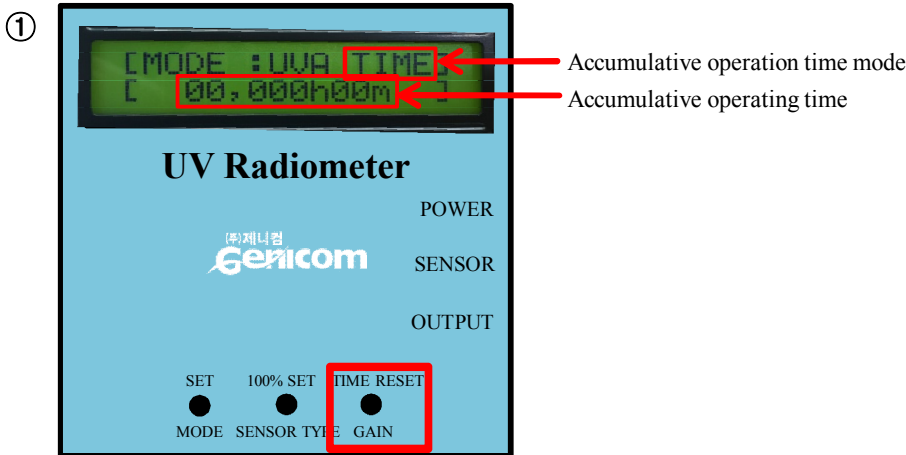 ①
[MODE :UVA TIME]
[ 00,000h00m ]
Accumulative operation time mode
Accumulative operating time
UV Radiometer
POWER
(주)제니컴
Genicom
SENSOR
OUTPUT
SET 100% SET TIME RESET
MODE SENSOR TYPE GAIN